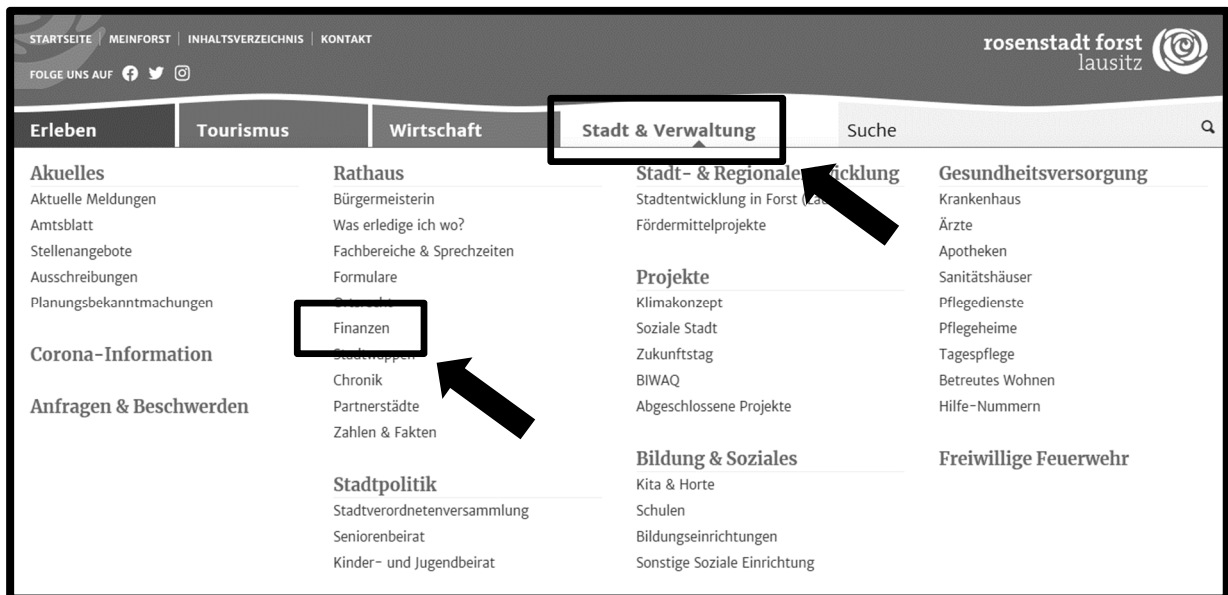 STARTSEITE | MEINFORST | INHALTSVERZEICHNIS | KONTAKT
FOLGE UNS AUF
rosenstadt forst
lausitz
Erleben
Tourismus
Wirtschaft
Stadt & Verwaltung
Suche
Akuelles
Aktuelle Meldungen
Amtsblatt
Stellenangebote
Ausschreibungen
Planungsbekanntmachungen
Corona-Information
Anfragen & Beschwerden
Rathaus
Bürgermeisterin
Was erledige ich wo?
Fachbereiche & Sprechzeiten
Formulare
Finanzen
Stadtwappen
Chronik
Partnerstädte
Zahlen & Fakten
Stadtpolitik
Stadtverordnetenversammlung
Seniorenbeirat
Kinder- und Jugendbeirat
Stadt- & Regionale
Stadtentwicklung in Forst
Fördermittelprojekte
Projekte
Klimakonzept
Soziale Stadt
Zukunftstag
BIWAQ
Abgeschlossene Projekte
Bildung & Soziales
Kita & Horte
Schulen
Bildungseinrichtungen
Sonstige Soziale Einrichtung
Gesundheitsversorgung
Krankenhaus
Ärzte
Apotheken
Sanitätshäuser
Pflegedienste
Pflegeheime
Tagespflege
Betreutes Wohnen
Hilfe-Nummern
Freiwillige Feuerwehr